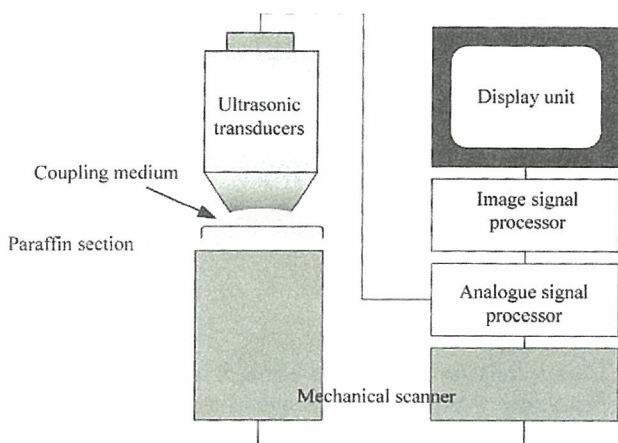 Ultrasonic
transducers
Coupling medium
Paraffin section
Display unit
Image signal
processor
Analogue signal
processor
Mechanical scanner